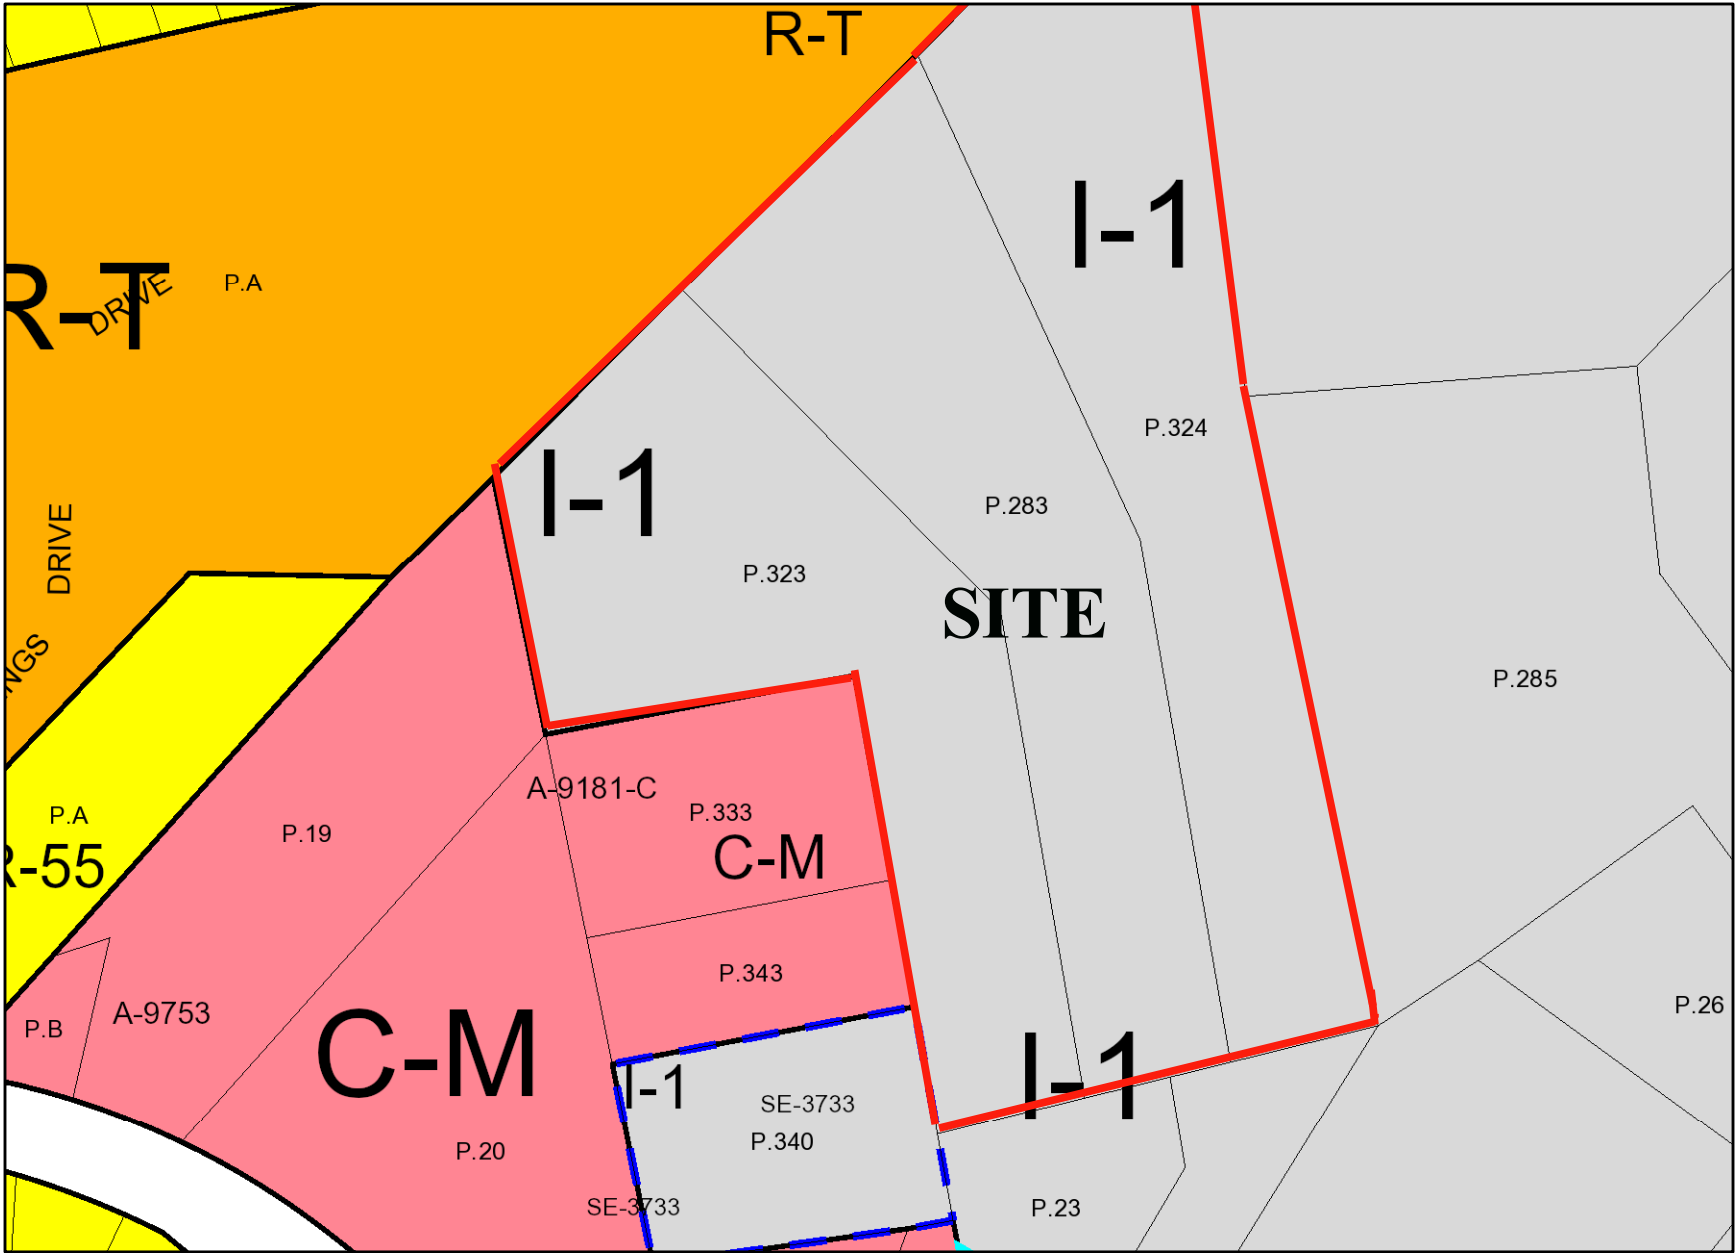 R-T
I-1
R-T
DRIVE
P.A
P.324
I-1
P.283
DRIVE
P.323
SITE
P.285
A-9181-C
P.333
P.A
P.19
C-M
-55
P.343
P.26
A-9753
P.B
C-M
I-1
I-1
SE-3733
P.340
P.20
SE-3733
P.23